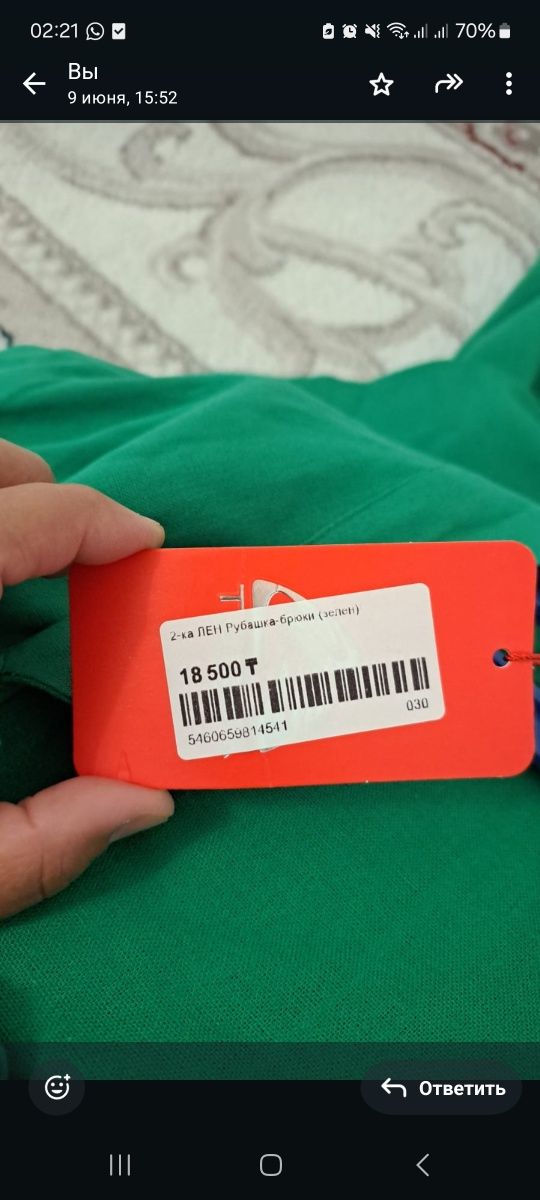 02:21
70%
Вы
9 июня, 15:52
2-ка ЛЕН Рубашка-брюки (зелен)
18 500 ₸
5460659814541
030
Ответить